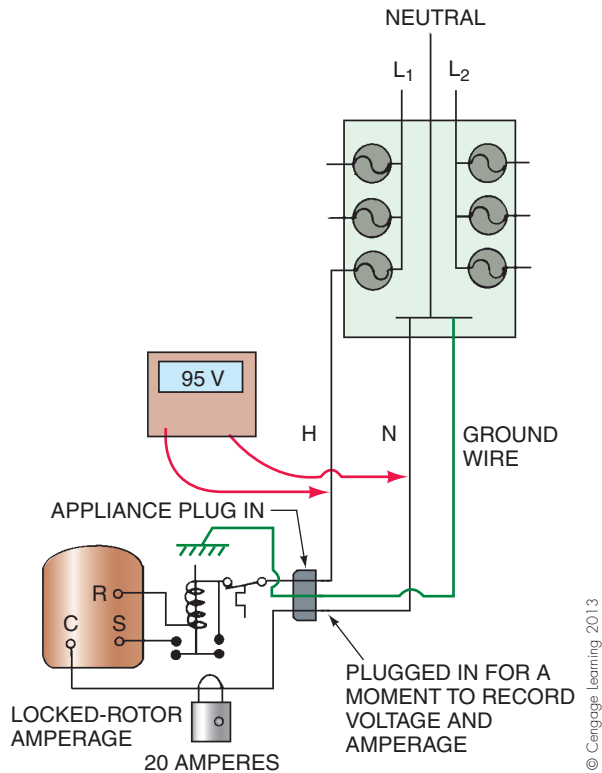 NEUTRAL
L1 L2
95 V
H N GROUND
WIRE
APPLIANCE PLUG IN
R
C S
LOCKED-ROTOR
AMPERAGE
20 AMPERES
PLUGGED IN FOR A
MOMENT TO RECORD
VOLTAGE AND
AMPERAGE
© Cengage Learning 2013